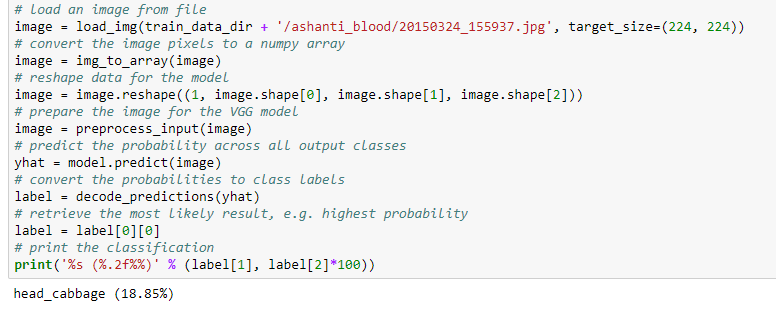 # load an image from file
image = load_img(train_data_dir + '/ashanti_blood/20150324_155937.jpg', target_size=(224, 224))
# convert the image pixels to a numpy array
image = img_to_array(image)
# reshape data for the model
image = image.reshape((1, image.shape[0], image.shape[1], image.shape[2]))
# prepare the image for the VGG model
image = preprocess_input(image)
# predict the probability across all output classes
yhat = model.predict(image)
# convert the probabilities to class labels
label = decode_predictions(yhat)
# retrieve the most likely result, e.g. highest probability
label = label[0][0]
# print the classification
print('%s (%.2f%%)' % (label[1], label[2]*100))
head_cabbage (18.85%)